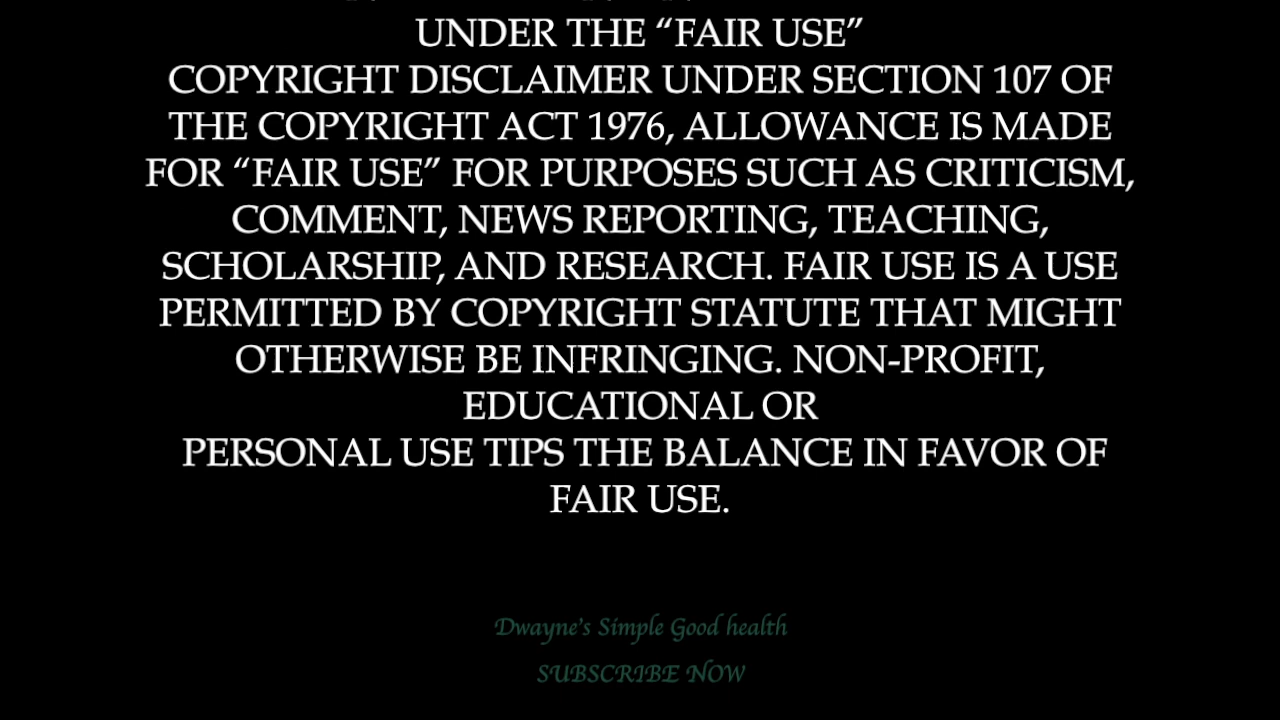 UNDER THE “FAIR USE”
COPYRIGHT DISCLAIMER UNDER SECTION 107 OF
THE COPYRIGHT ACT 1976, ALLOWANCE IS MADE
FOR “FAIR USE” FOR PURPOSES SUCH AS CRITICISM,
COMMENT, NEWS REPORTING, TEACHING,
SCHOLARSHIP, AND RESEARCH. FAIR USE IS A USE
PERMITTED BY COPYRIGHT STATUTE THAT MIGHT
OTHERWISE BE INFRINGING. NON-PROFIT,
EDUCATIONAL OR
PERSONAL USE TIPS THE BALANCE IN FAVOR OF
FAIR USE.
Dwayne's Simple Good health
SUBSCRIBE NOW